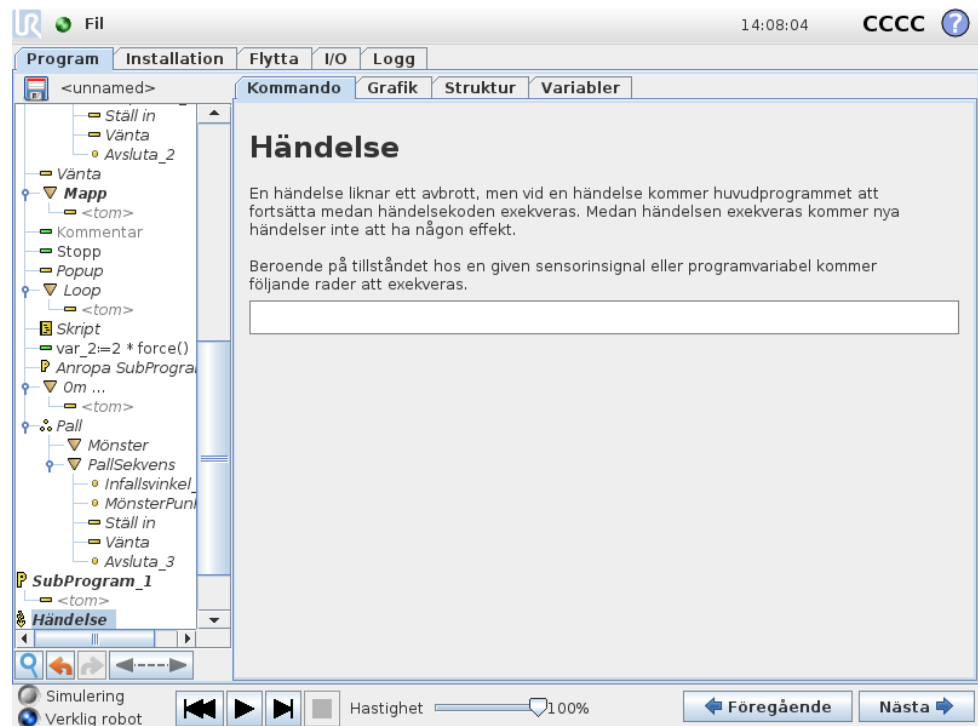 UR Fil 14:08:04 CCCC ?
Program Installation Flytta I/O Logg
<unnamed>
Kommando Grafik Struktur Variabler
Ställ in
Vänta
Avsluta_2
Vänta
Mapp
<tom>
Kommentar
Stopp
Popup
Loop
<tom>
Skript
var_2:=2 * force()
Anropa SubProgra
Om ...
<tom>
Pall
Mönster
PallSekvens
Infallsvinkel_
MönsterPun
Ställ in
Vänta
Avsluta_3
SubProgram_1
<tom>
Händelse
Händelse
En händelse liknar ett avbrott, men vid en händelse kommer huvudprogrammet att
fortsätta medan händelsekoden exekveras. Medan händelsen exekveras kommer nya
händelser inte att ha någon effekt.
Beroende på tillståndet hos en given sensorinsignal eller programvariabel kommer
följande rader att exekveras.
Simulering
Verklig robot
Hastighet 100%
Föregående Nästa